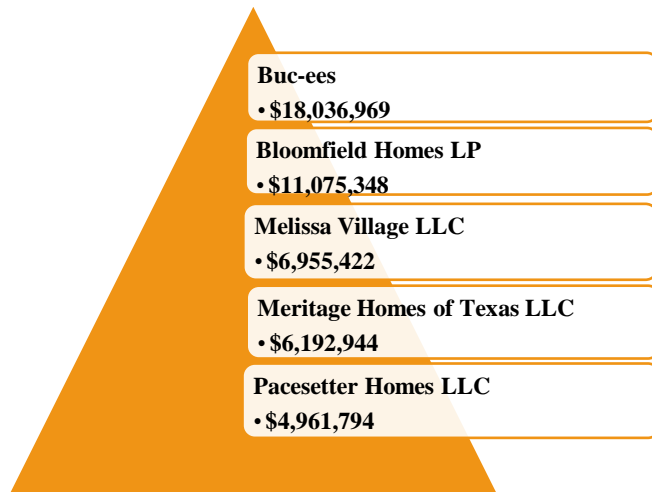 Buc-ees
• $18,036,969
Bloomfield Homes LP
• $11,075,348
Melissa Village LLC
• $6,955,422
Meritage Homes of Texas LLC
• $6,192,944
Pacesetter Homes LLC
• $4,961,794